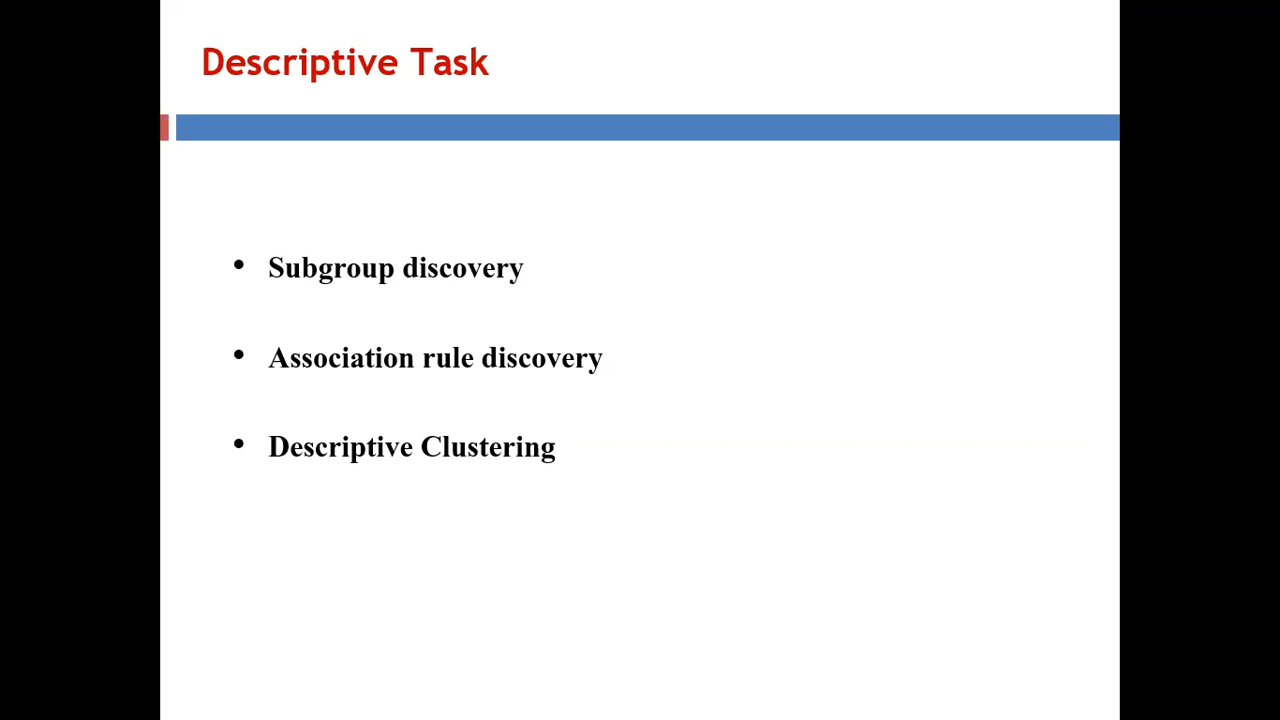 Descriptive Task
• Subgroup discovery
• Association rule discovery
• Descriptive Clustering